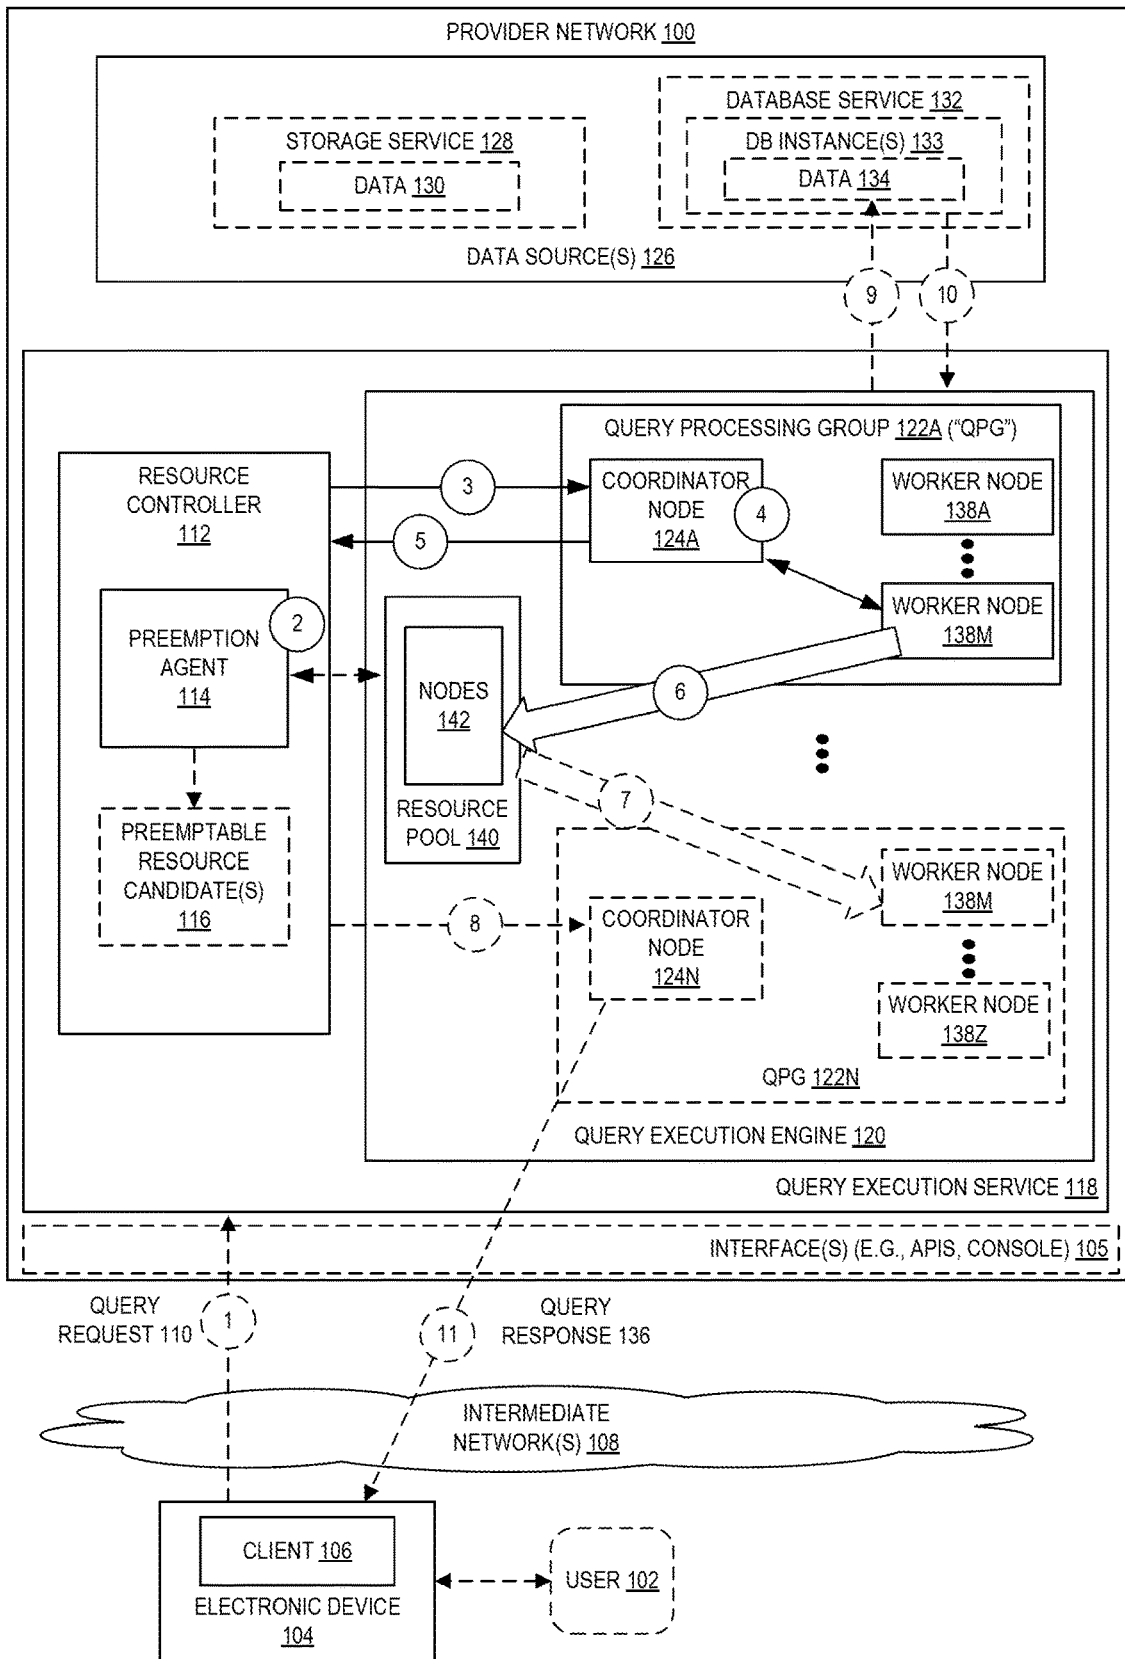 PROVIDER NETWORK 100
DATABASE SERVICE 132
STORAGE SERVICE 128
DB INSTANCE(S) 133
DATA 130
DATA 134
DATA SOURCE(S) 126
9
10
QUERY PROCESSING GROUP 122A ("QPG")
RESOURCE
CONTROLLER
112
3
5
COORDINATOR
NODE
124A
4
WORKER NODE
138A
WORKER NODE
138M
2
PREEMPTION
AGENT
114
NODES
142
6
RESOURCE
POOL 140
7
PREEMPTABLE
RESOURCE
CANDIDATE(S)
116
8
COORDINATOR
NODE
124N
WORKER NODE
138M
WORKER NODE
138Z
QPG 122N
QUERY EXECUTION ENGINE 120
QUERY EXECUTION SERVICE 118
INTERFACE(S) (E.G., APIS, CONSOLE) 105
QUERY
REQUEST 110
1
11
QUERY
RESPONSE 136
INTERMEDIATE
NETWORK(S) 108
CLIENT 106
ELECTRONIC DEVICE
104
USER 102